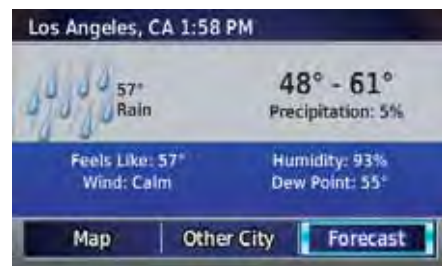 Los Angeles, CA 1:58 PM
57°
Rain
48° - 61°
Precipitation: 5%
Feels Like: 57°
Wind: Calm
Humidity: 93%
Dew Point: 55°
Map
Other City
Forecast